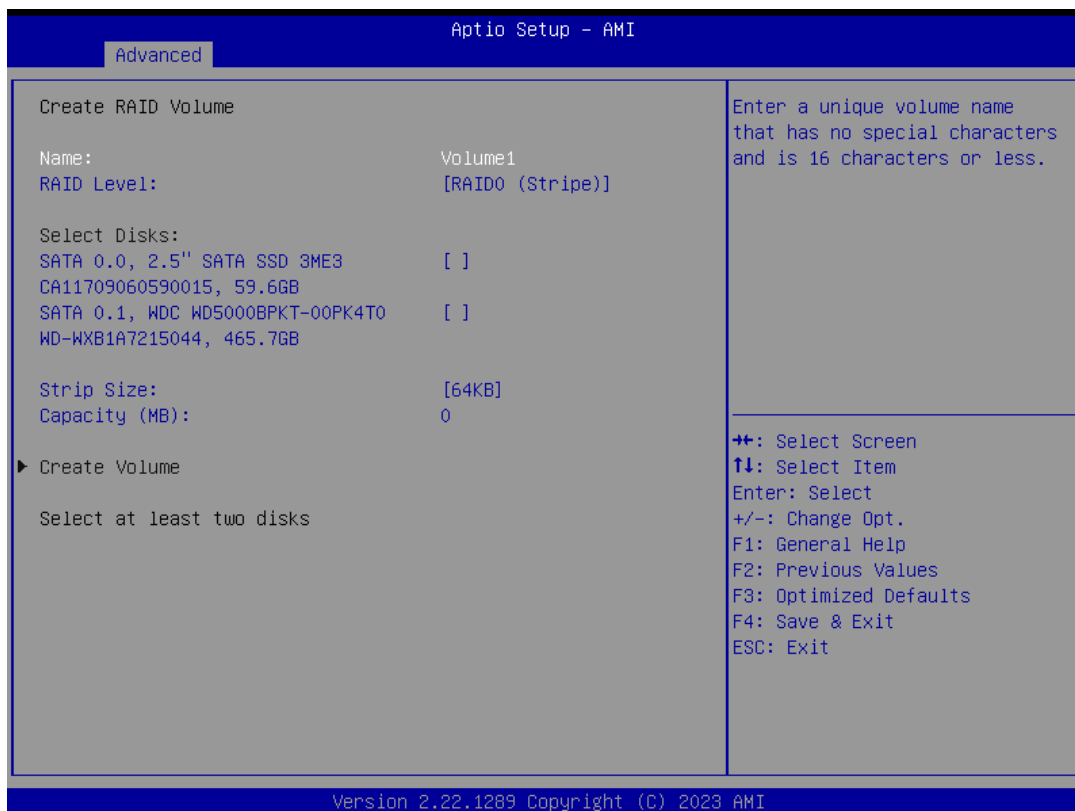 Aptio Setup - AMI
Advanced
Create RAID Volume
Name: Volume1
RAID Level: [RAID0 (Stripe)]
Select Disks:
SATA 0.0, 2.5" SATA SSD 3ME3 [ ]
CA11709060590015, 59.6GB
SATA 0.1, WDC WD5000BPKT-00PK4T0 [ ]
WD-WXB1A7215044, 465.7GB
Strip Size: [64KB]
Capacity (MB): 0
▶ Create Volume
Select at least two disks
Enter a unique volume name
that has no special characters
and is 16 characters or less.
→←: Select Screen
↑↓: Select Item
Enter: Select
+/-: Change Opt.
F1: General Help
F2: Previous Values
F3: Optimized Defaults
F4: Save & Exit
ESC: Exit
Version 2.22.1289 Copyright (C) 2023 AMI